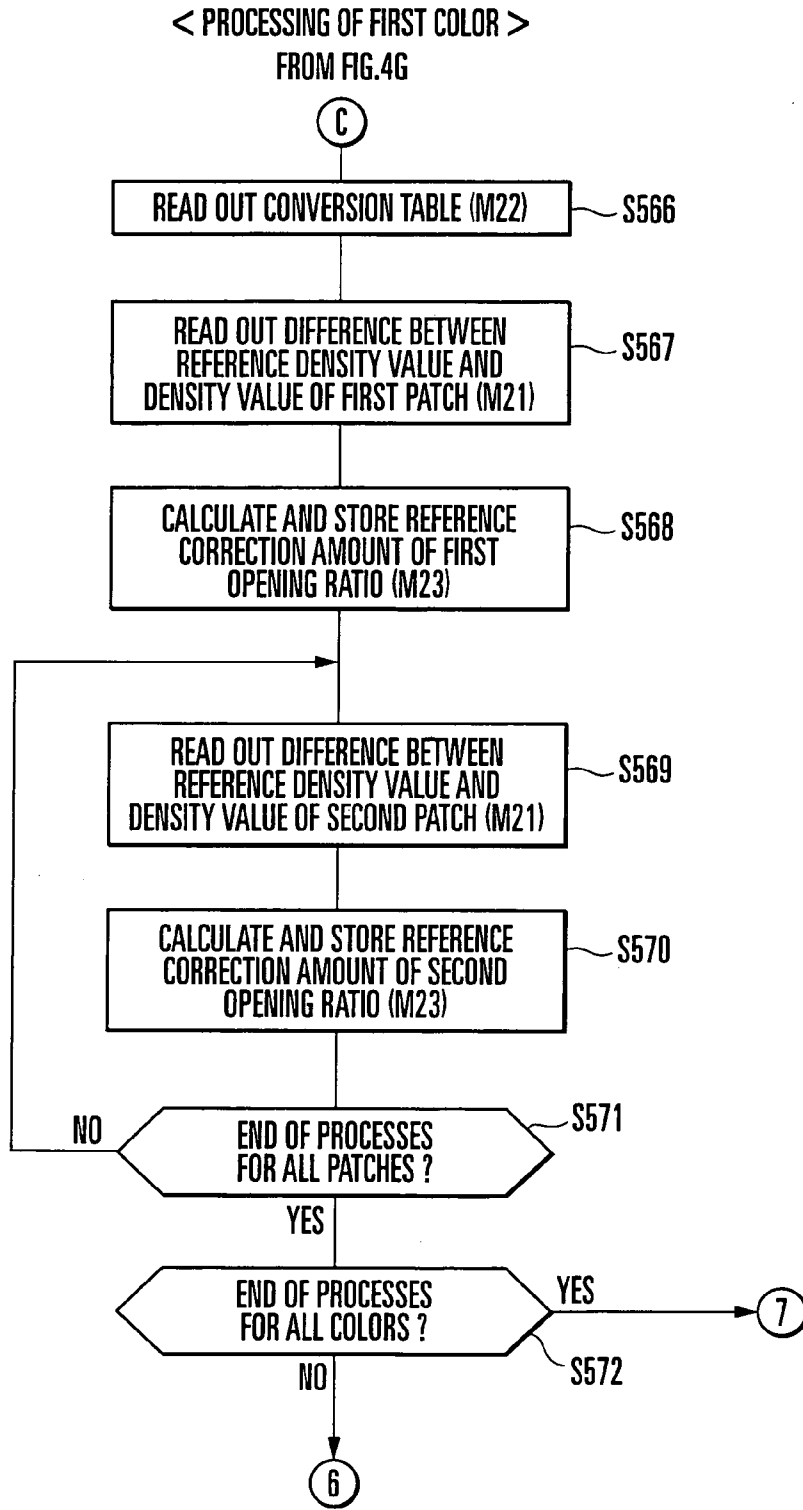 < PROCESSING OF FIRST COLOR >
FROM FIG.4G
C
READ OUT CONVERSION TABLE (M22)
S566
READ OUT DIFFERENCE BETWEEN
REFERENCE DENSITY VALUE AND
DENSITY VALUE OF FIRST PATCH (M21)
S567
CALCULATE AND STORE REFERENCE
CORRECTION AMOUNT OF FIRST
OPENING RATIO (M23)
S568
READ OUT DIFFERENCE BETWEEN
REFERENCE DENSITY VALUE AND
DENSITY VALUE OF SECOND PATCH (M21)
S569
CALCULATE AND STORE REFERENCE
CORRECTION AMOUNT OF SECOND
OPENING RATIO (M23)
S570
NO
END OF PROCESSES
FOR ALL PATCHES ?
S571
YES
END OF PROCESSES
FOR ALL COLORS ?
YES
7
S572
NO
6